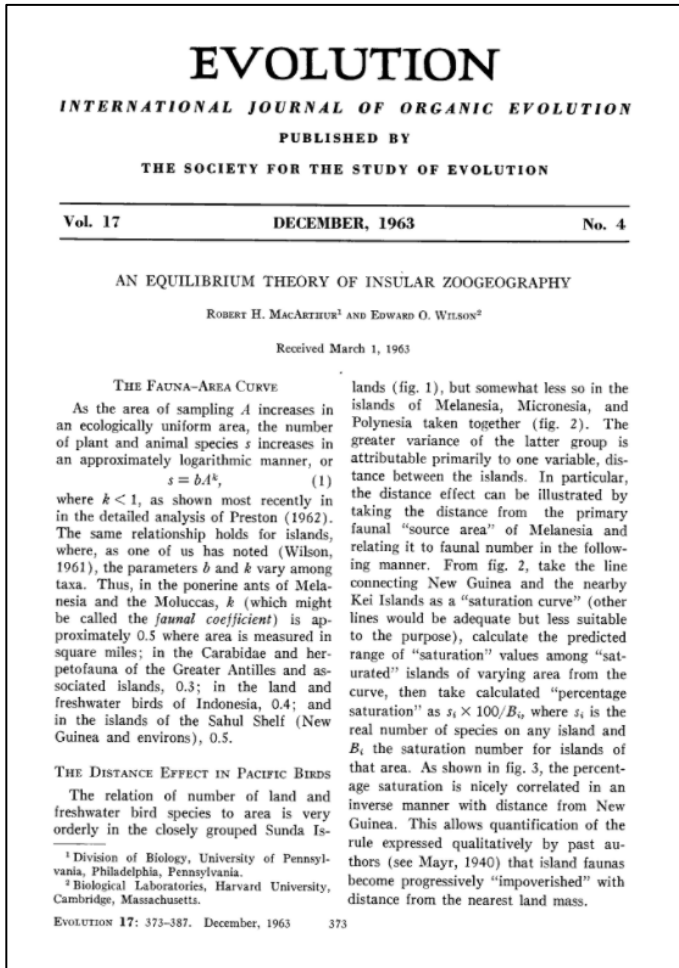 EVOLUTION
INTERNATIONAL JOURNAL OF ORGANIC EVOLUTION
PUBLISHED BY
THE SOCIETY FOR THE STUDY OF EVOLUTION
Vol. 17 DECEMBER, 1963 No. 4
AN EQUILIBRIUM THEORY OF INSULAR ZOOGEOGRAPHY
Robert H. MacArthur¹ and Edward O. Wilson²
Received March 1, 1963
The Fauna–Area Curve
As the area of sampling A increases in
an ecologically uniform area, the number
of plant and animal species s increases in
an approximately logarithmic manner, or
s = bAᵏ, (1)
where k < 1, as shown most recently in
in the detailed analysis of Preston (1962).
The same relationship holds for islands,
where, as one of us has noted (Wilson,
1961), the parameters b and k vary among
taxa. Thus, in the ponerine ants of Mela-
nesia and the Moluccas, k (which might
be called the faunal coefficient) is ap-
proximately 0.5 where area is measured in
square miles; in the Carabidae and her-
petofauna of the Greater Antilles and as-
sociated islands, 0.3; in the land and
freshwater birds of Indonesia, 0.4; and
in the islands of the Sahul Shelf (New
Guinea and environs), 0.5.
The Distance Effect in Pacific Birds
The relation of number of land and
freshwater bird species to area is very
orderly in the closely grouped Sunda Is-
¹ Division of Biology, University of Pennsyl-
vania, Philadelphia, Pennsylvania.
² Biological Laboratories, Harvard University,
Cambridge, Massachusetts.
lands (fig. 1), but somewhat less so in the
islands of Melanesia, Micronesia, and
Polynesia taken together (fig. 2). The
greater variance of the latter group is
attributable primarily to one variable, dis-
tance between the islands. In particular,
the distance effect can be illustrated by
taking the distance from the primary
faunal "source area" of Melanesia and
relating it to faunal number in the follow-
ing manner. From fig. 2, take the line
connecting New Guinea and the nearby
Kei Islands as a "saturation curve" (other
lines would be adequate but less suitable
to the purpose), calculate the predicted
range of "saturation" values among "sat-
urated" islands of varying area from the
curve, then take calculated "percentage
saturation" as sᵢ × 100/Bᵢ, where sᵢ is the
real number of species on any island and
Bᵢ the saturation number for islands of
that area. As shown in fig. 3, the percent-
age saturation is nicely correlated in an
inverse manner with distance from New
Guinea. This allows quantification of the
rule expressed qualitatively by past au-
thors (see Mayr, 1940) that island faunas
become progressively "impoverished" with
distance from the nearest land mass.
Evolution 17: 373–387. December, 1963 373